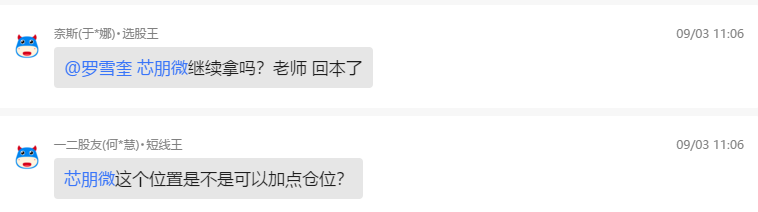 奈斯(于*娜)•选股王 09/03 11:06
@罗雪奎 芯朋微继续拿吗？老师 回本了
一二股友(何*慧)•短线王 09/03 11:06
芯朋微这个位置是不是可以加点仓位？